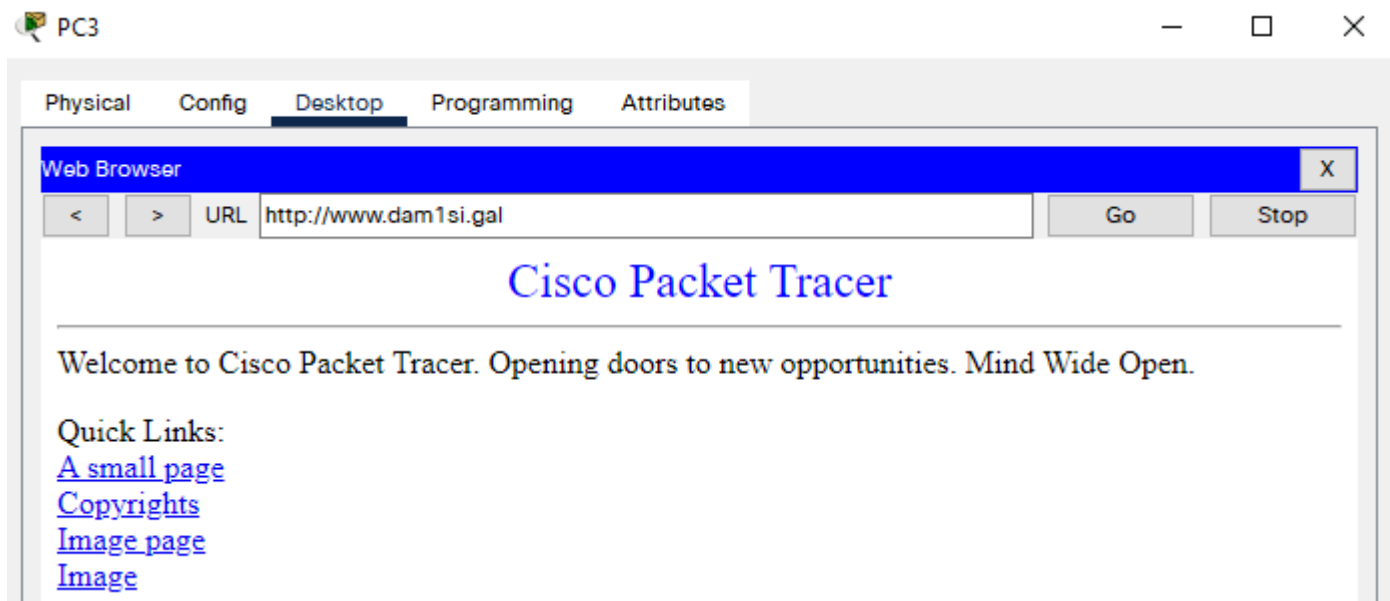 PC3
Physical Config Desktop Programming Attributes
Web Browser X
< > URL http://www.dam1si.gal Go Stop
Cisco Packet Tracer
Welcome to Cisco Packet Tracer. Opening doors to new opportunities. Mind Wide Open.
Quick Links:
A small page
Copyrights
Image page
Image